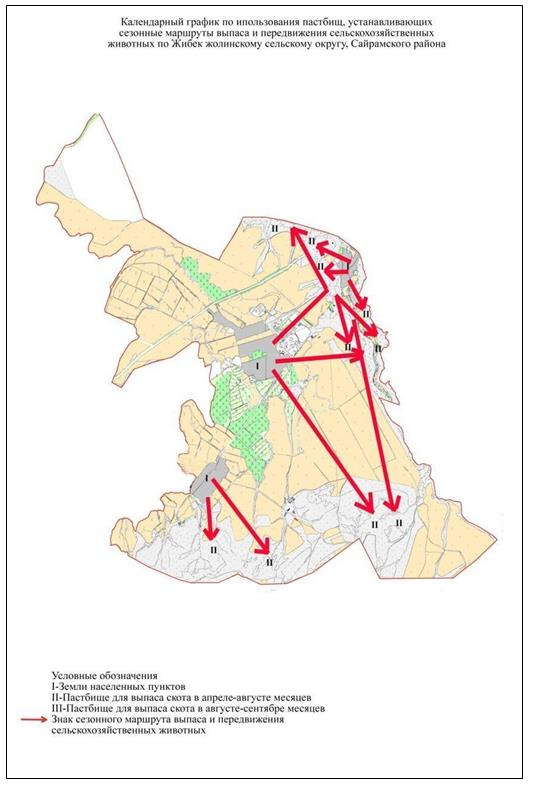 Календарный график по ипользования пастбищ, устанавливающих
сезонные маршруты выпаса и передвижения сельскохозяйственных
животных по Жибек жолинскому сельскому округу, Сайрамского района
II
II
II
I
II
II
II
I
I
II
II
II
II
Условные обозначения
I-Земли населенных пунктов
II-Пастбище для выпаса скота в апреле-августе месяцев
III-Пастбище для выпаса скота в августе-сентябре месяцев
Знак сезонного маршрута выпаса и передвижения
сельскохозяйственных животных